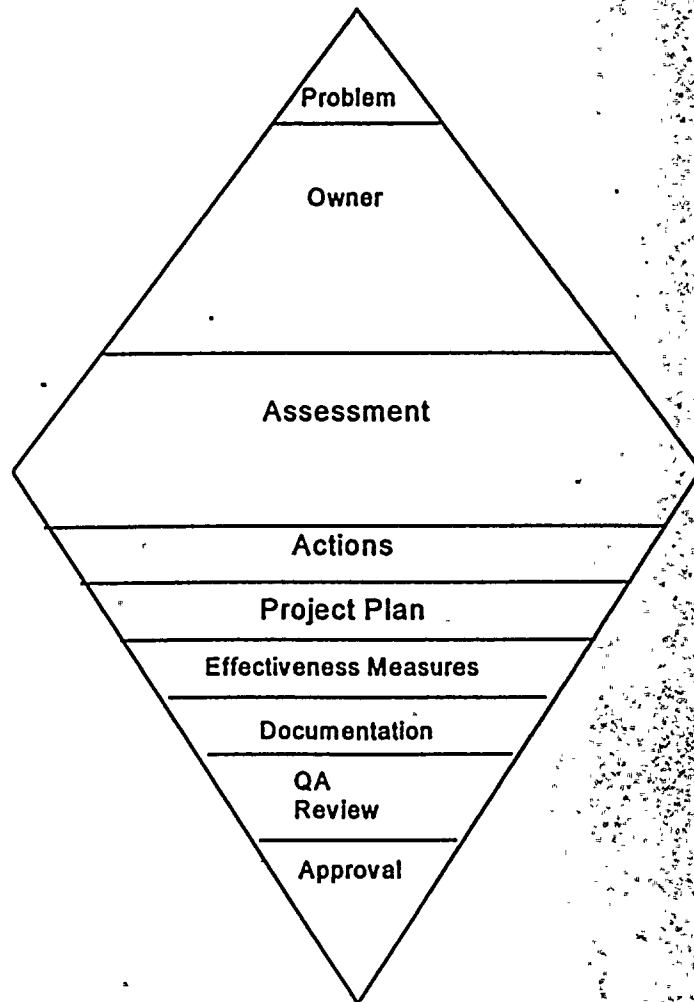 Problem
Owner
Assessment
Actions
Project Plan
Effectiveness Measures
Documentation
QA
Review
Approval